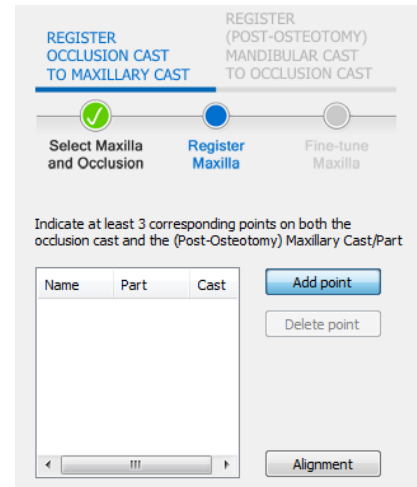 REGISTER
OCCLUSION CAST
TO MAXILLARY CAST
REGISTER
(POST-OSTEOTOMY)
MANDIBULAR CAST
TO OCCLUSION CAST
Select Maxilla
and Occlusion
Register
Maxilla
Fine-tune
Maxilla
Indicate at least 3 corresponding points on both the
occlusion cast and the (Post-Osteotomy) Maxillary Cast/Part
Name Part Cast
Add point
Delete point
Alignment